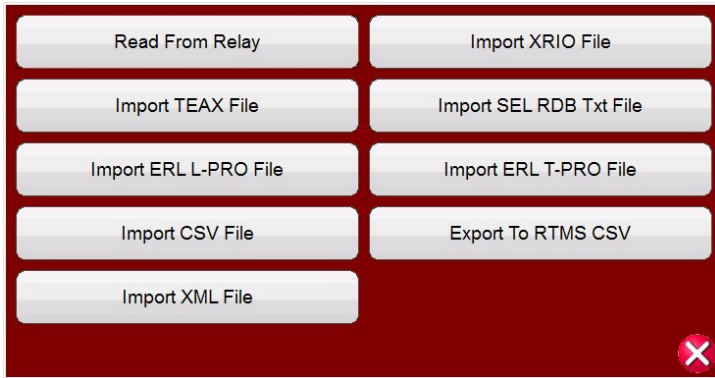 Read From Relay
Import XRIO File
Import TEAX File
Import SEL RDB Txt File
Import ERL L-PRO File
Import ERL T-PRO File
Import CSV File
Export To RTMS CSV
Import XML File